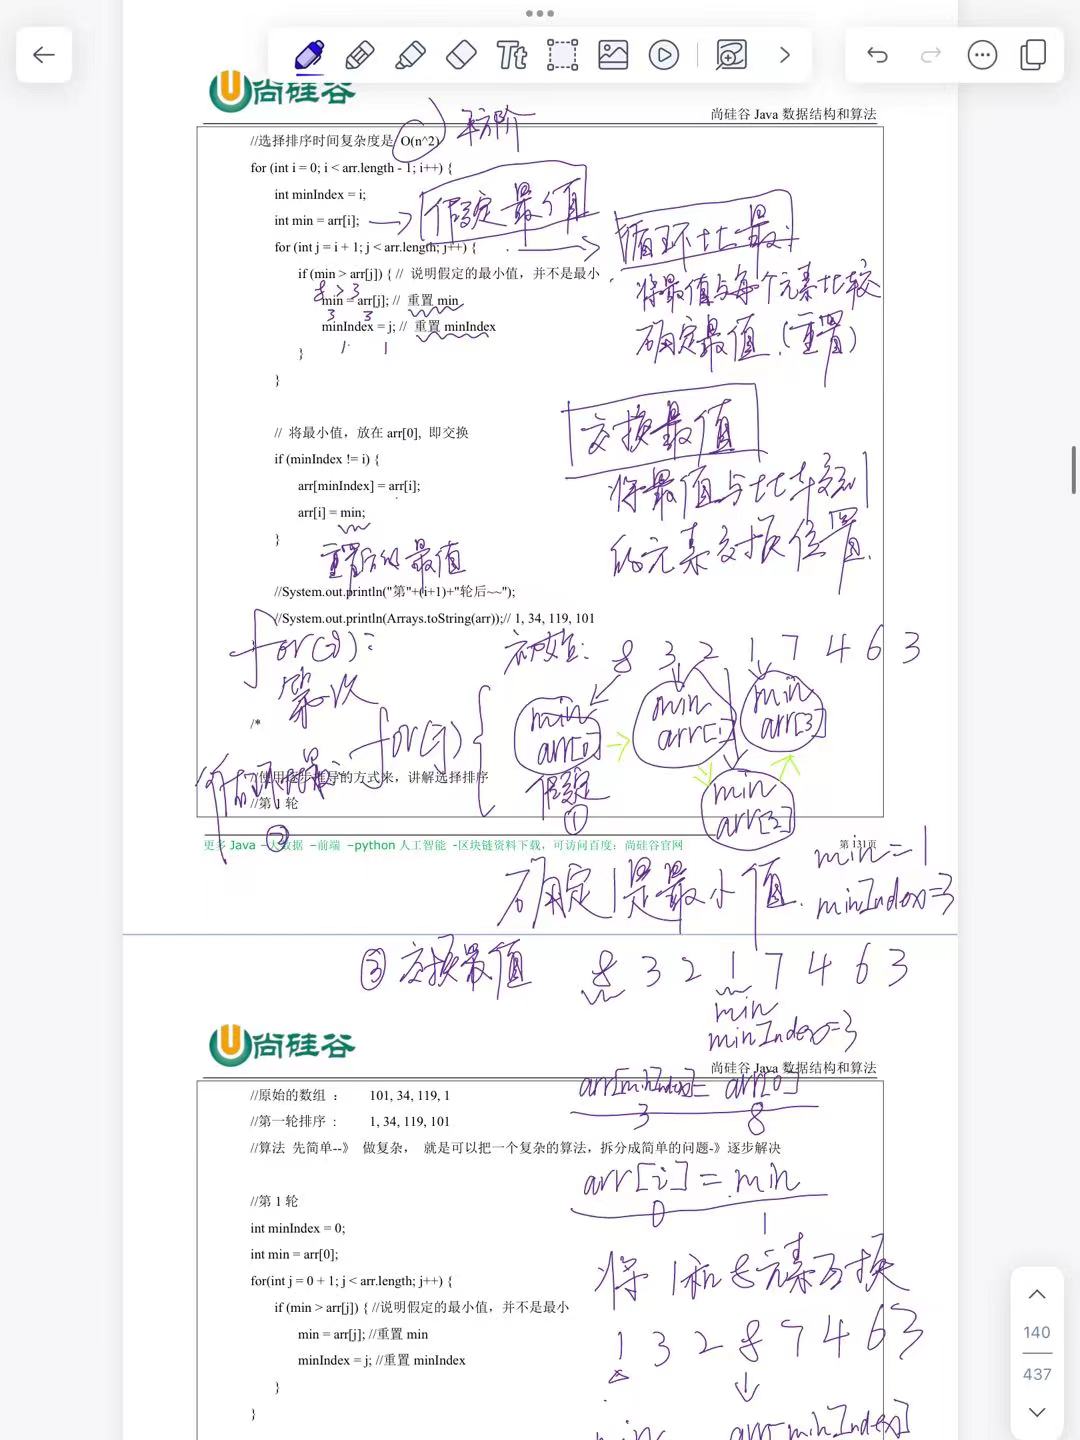 尚硅谷
尚硅谷 Java 数据结构和算法
//选择排序时间复杂度是 O(n^2)
平方阶
for (int i = 0; i < arr.length - 1; i++) {
int minIndex = i;
int min = arr[i];
假定最值
for (int j = i + 1; j < arr.length; j++) {
循环比最
if (min > arr[j]) { // 说明假定的最小值，并不是最小
将最值与每个元素比较
8 > 3
min = arr[j]; // 重置 min
3 3
确定最值 (重置)
minIndex = j; // 重置 minIndex
1 1
}
}
交换最值
// 将最小值，放在 arr[0], 即交换
if (minIndex != i) {
将最值与比较到
arr[minIndex] = arr[i];
arr[i] = min;
的元素交换位置
}
重置后的最值
//System.out.println("第"+(i+1)+"轮后~~");
//System.out.println(Arrays.toString(arr));// 1, 34, 119, 101
for(i):
初始: 8 3 2 1 7 4 6 3
第 次
/*
for(j) {
min arr[0]
min arr[1]
min arr[3]
假定
①
min arr[2]
//使用逐步推导的方式来，讲解选择排序
//第 1 轮
②
更多 Java –大数据 –前端 –python 人工智能 -区块链资料下载，可访问百度：尚硅谷官网
第 131页
min=1
确定1是最小值.
minIndex=3
③ 交换最值 8 3 2 1 7 4 6 3
min
minIndex=3
尚硅谷
尚硅谷 Java 数据结构和算法
arr[minIndex]= arr[0]
3 8
//原始的数组 ： 101, 34, 119, 1
//第一轮排序 : 1, 34, 119, 101
//算法 先简单--》 做复杂， 就是可以把一个复杂的算法，拆分成简单的问题-》逐步解决
arr[i] = min
0 1
//第 1 轮
int minIndex = 0;
int min = arr[0];
将 1和8元素互换
for(int j = 0 + 1; j < arr.length; j++) {
if (min > arr[j]) { //说明假定的最小值，并不是最小
1 3 2 8 7 4 6 3
min = arr[j]; //重置 min
minIndex = j; //重置 minIndex
}
}
min arr[minIndex]
140
437